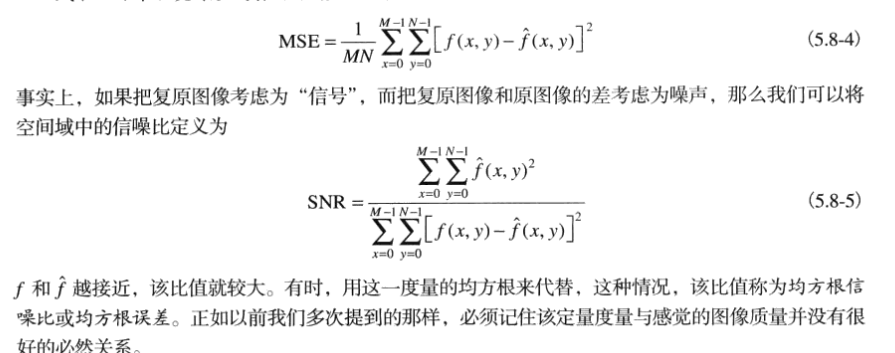 MSE = \frac{1}{MN} \sum_{x=0}^{M-1} \sum_{y=0}^{N-1} [f(x, y) - \hat{f}(x, y)]^2 (5.8-4)
事实上，如果把复原图像考虑为“信号”，而把复原图像和原图像的差考虑为噪声，那么我们可以将
空间域中的信噪比定义为
SNR = \frac{\sum_{x=0}^{M-1} \sum_{y=0}^{N-1} \hat{f}(x, y)^2}{\sum_{x=0}^{M-1} \sum_{y=0}^{N-1} [f(x, y) - \hat{f}(x, y)]^2} (5.8-5)
f 和 \hat{f} 越接近，该比值就较大。有时，用这一度量的均方根来代替，这种情况，该比值称为均方根信
噪比或均方根误差。正如以前我们多次提到的那样，必须记住该定量度量与感觉的图像质量并没有很
好的必然关系。